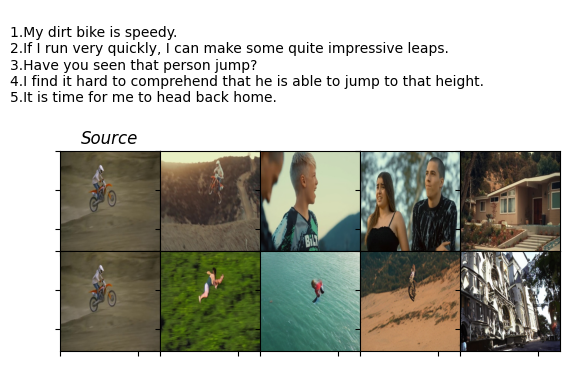 1.My dirt bike is speedy.
2.If I run very quickly, I can make some quite impressive leaps.
3.Have you seen that person jump?
4.I find it hard to comprehend that he is able to jump to that height.
5.It is time for me to head back home.
Source